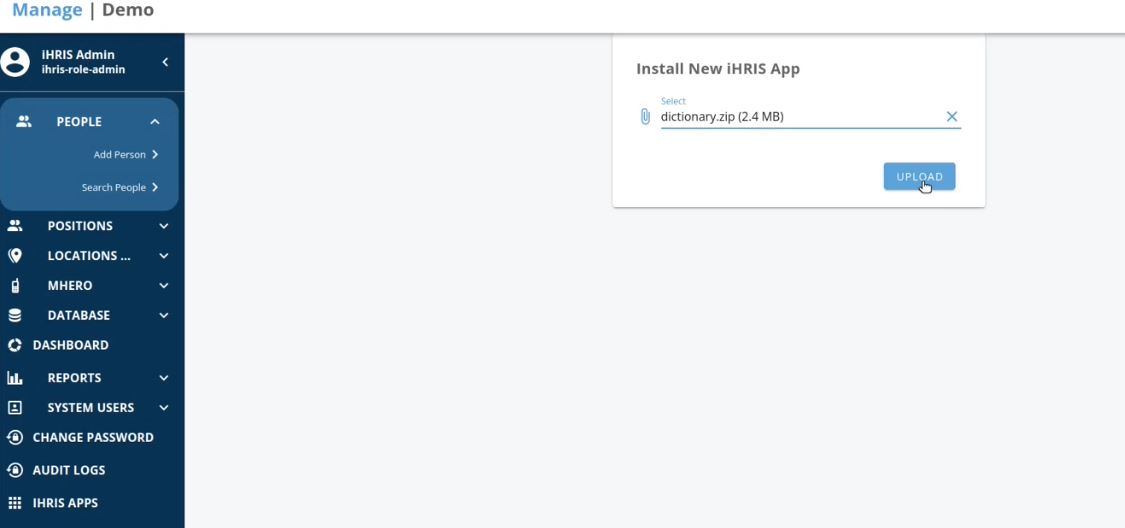 Manage | Demo
iHRIS Admin
ihris-role-admin
PEOPLE
Add Person
Search People
POSITIONS
LOCATIONS ...
MHERO
DATABASE
DASHBOARD
REPORTS
SYSTEM USERS
CHANGE PASSWORD
AUDIT LOGS
IHRIS APPS
Install New iHRIS App
Select
dictionary.zip (2.4 MB)
UPLOAD